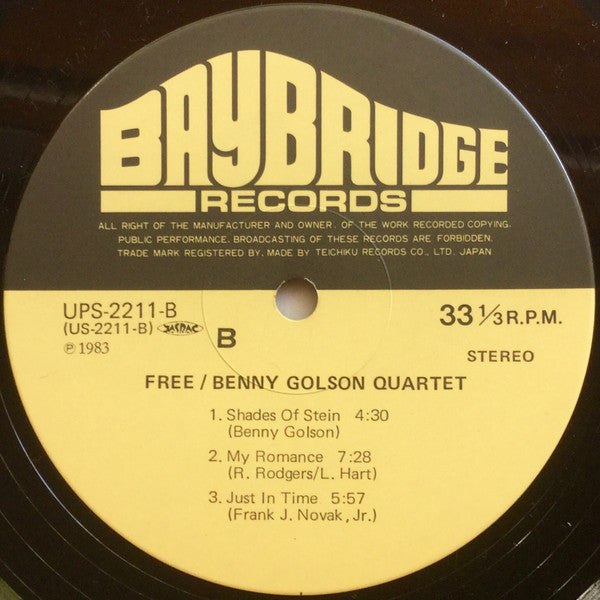 BAYBRIDGE
RECORDS
ALL RIGHT OF THE MANUFACTURER AND OWNER. OF THE WORK RECORDED COPYING.
PUBLIC PERFORMANCE. BROADCASTING OF THESE RECORDS ARE FORBIDDEN.
TRADE MARK REGISTERED BY. MADE BY TEICHIKU RECORDS CO., LTD. JAPAN
UPS-2211-B
(US-2211-B) JASRAC
℗ 1983
B
33 1/3 R.P.M.
STEREO
FREE / BENNY GOLSON QUARTET
1. Shades Of Stein 4:30
(Benny Golson)
2. My Romance 7:28
(R. Rodgers/L. Hart)
3. Just In Time 5:57
(Frank J. Novak, Jr.)